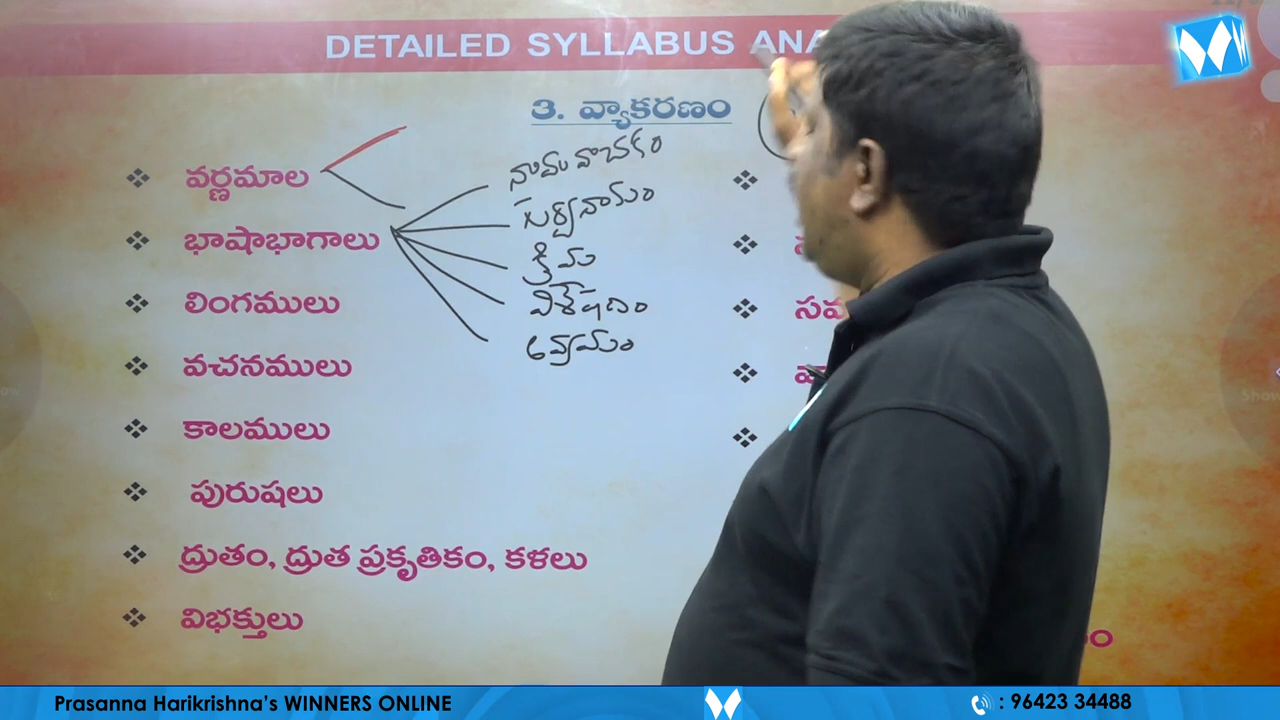 DETAILED SYLLABUS ANA
3. వ్యాకరణం
వర్ణమాల
భాషాభాగాలు
లింగములు
వచనములు
కాలములు
పురుషలు
ద్రుతం, ద్రుత ప్రకృతికం, కళలు
విభక్తులు
నామవాచకం
సర్వనామం
క్రియ
విశేషణం
అవ్యయం
Prasanna Harikrishna's WINNERS ONLINE
: 96423 34488